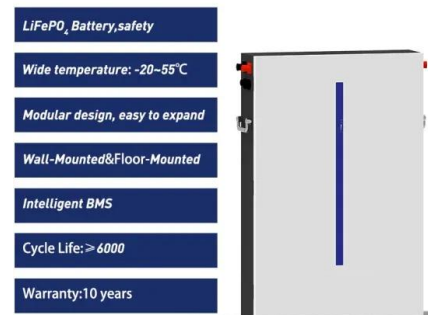 LiFePO₄ Battery,safety
Wide temperature: -20~55℃
Modular design, easy to expand
Wall-Mounted&Floor-Mounted
Intelligent BMS
Cycle Life:≥6000
Warranty:10 years